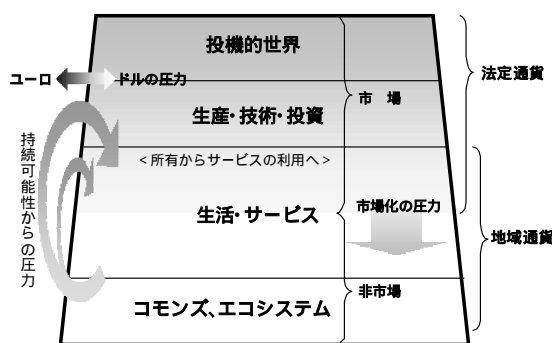 投機的世界
法定通貨
ユーロ
ドルの圧力
市 場
生産・技術・投資
持続可能性からの圧力
<所有からサービスの利用へ>
生活・サービス
市場化の圧力
地域通貨
非市場
コモンズ、エコシステム